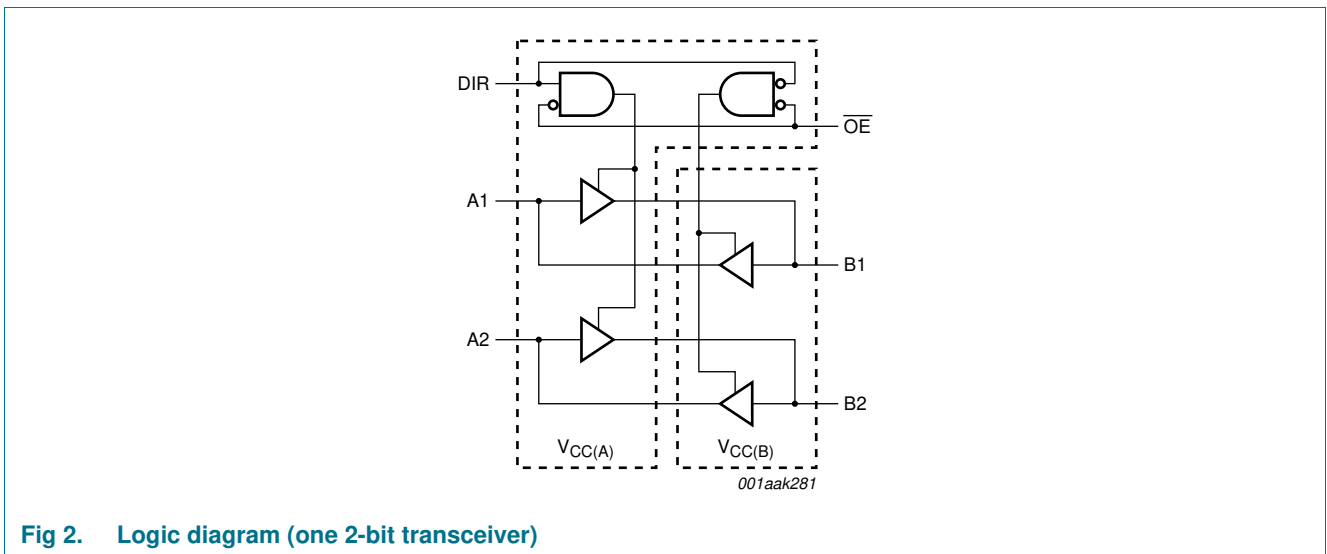 DIR
OE
A1
B1
A2
B2
VCC(A)
VCC(B)
001aak281
Fig 2. Logic diagram (one 2-bit transceiver)